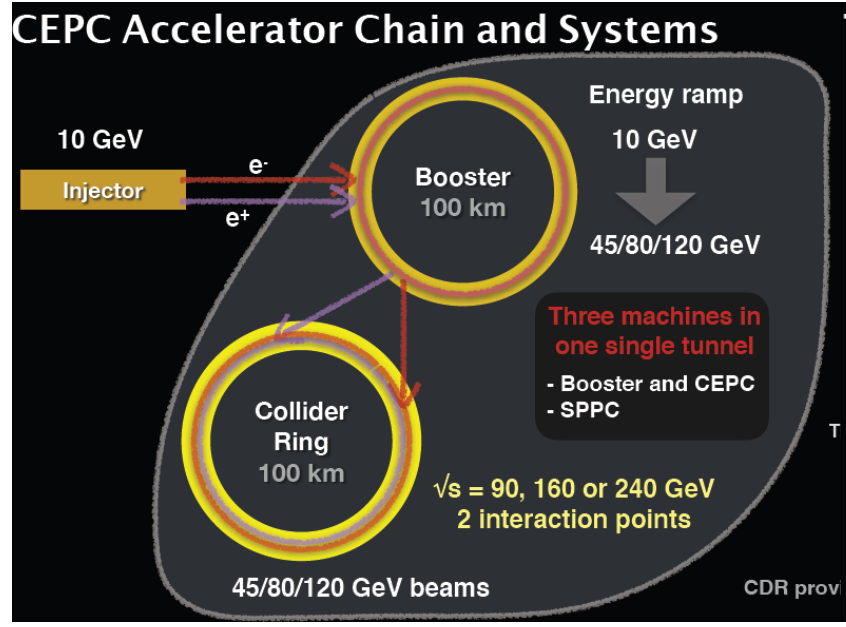 CEPC Accelerator Chain and Systems
10 GeV
Injector
e-
e+
Booster
100 km
Energy ramp
10 GeV
45/80/120 GeV
Three machines in
one single tunnel
- Booster and CEPC
- SPPC
Collider
Ring
100 km
√s = 90, 160 or 240 GeV
2 interaction points
45/80/120 GeV beams
T
CDR provi